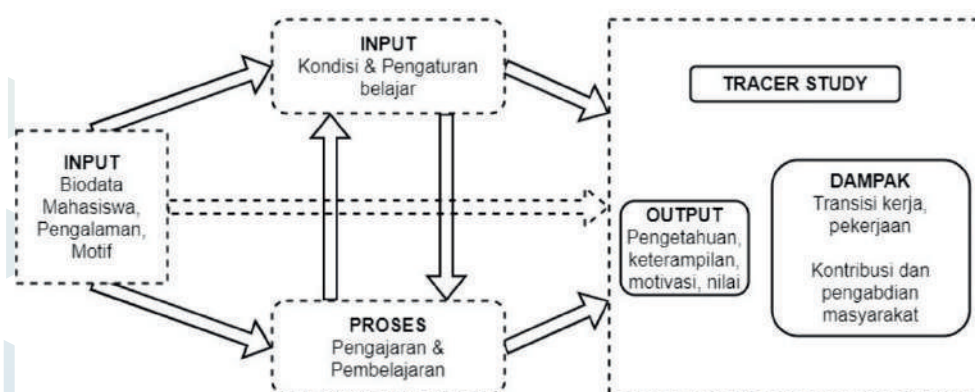 INPUT
Biodata
Mahasiswa,
Pengalaman,
Motif
INPUT
Kondisi & Pengaturan
belajar
PROSES
Pengajaran &
Pembelajaran
TRACER STUDY
OUTPUT
Pengetahuan,
keterampilan,
motivasi, nilai
DAMPAK
Transisi kerja,
pekerjaan
Kontribusi dan
pengabdian
masyarakat